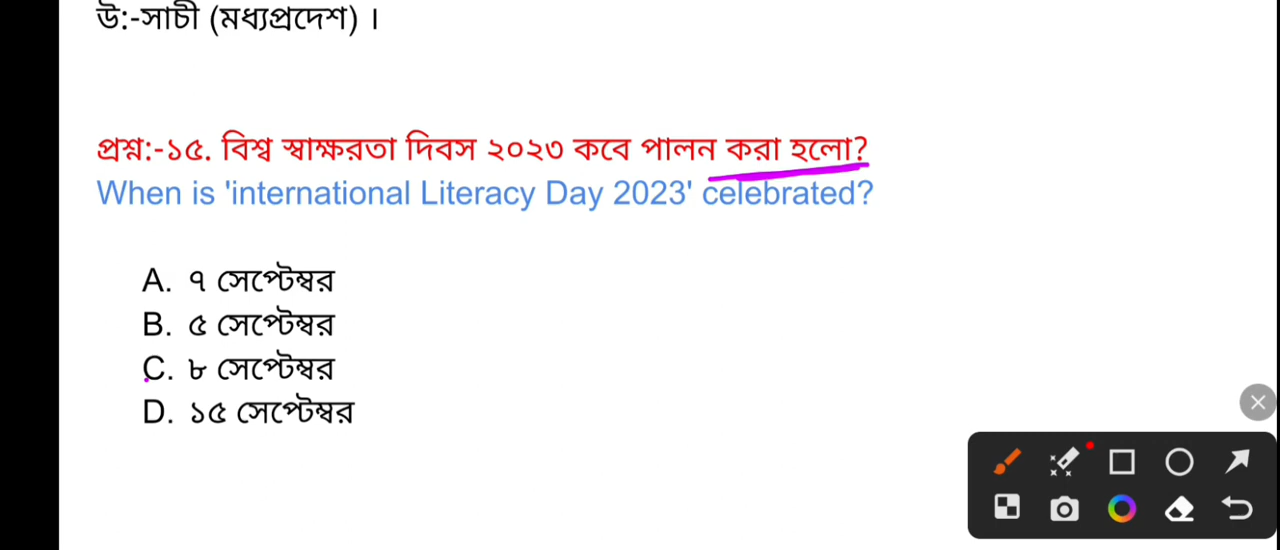 উ:-সাচী (মধ্যপ্রদেশ) ।
প্রশ্ন:-১৫. বিশ্ব স্বাক্ষরতা দিবস ২০২৩ কবে পালন করা হলো?
When is 'international Literacy Day 2023' celebrated?
A. ৭ সেপ্টেম্বর
B. ৫ সেপ্টেম্বর
C. ৮ সেপ্টেম্বর
D. ১৫ সেপ্টেম্বর